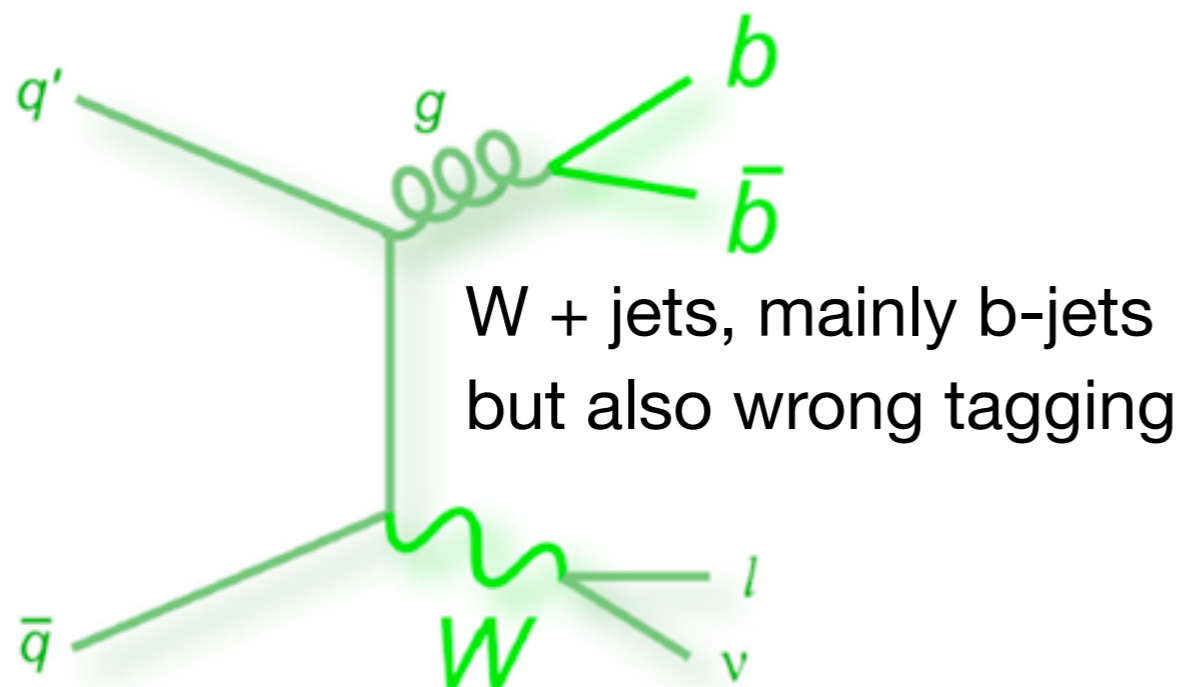 b
g
q'
b̄
W + jets, mainly b-jets
but also wrong tagging
l
q̄
W
ν